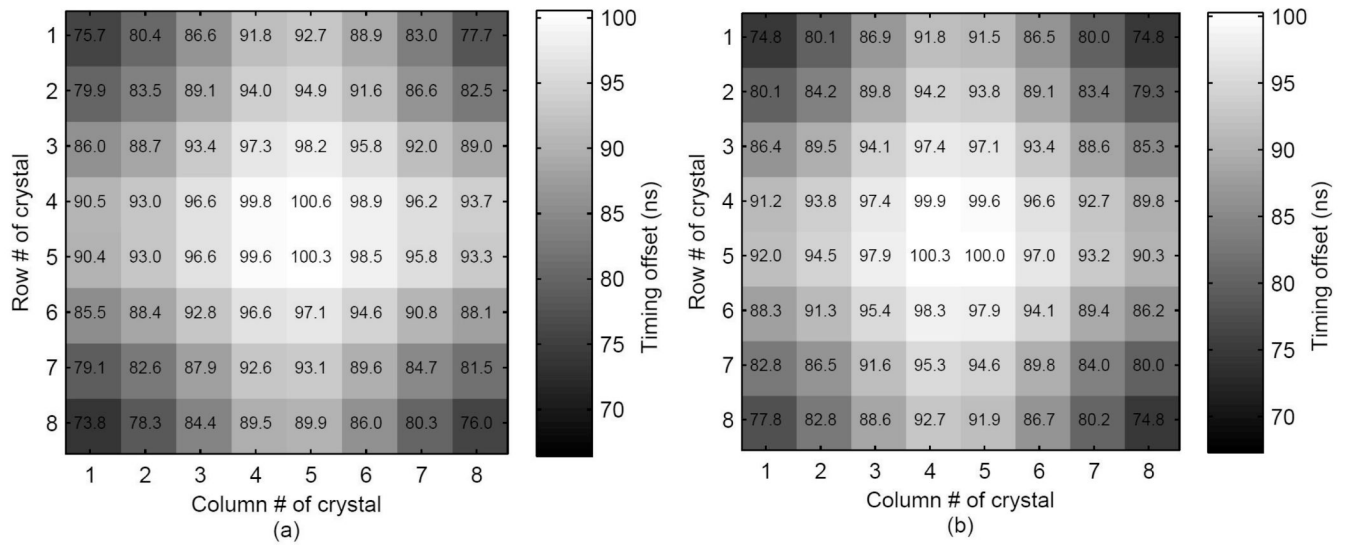 1 75.7 80.4 86.6 91.8 92.7 88.9 83.0 77.7
2 79.9 83.5 89.1 94.0 94.9 91.6 86.6 82.5
3 86.0 88.7 93.4 97.3 98.2 95.8 92.0 89.0
4 90.5 93.0 96.6 99.8 100.6 98.9 96.2 93.7
5 90.4 93.0 96.6 99.6 100.3 98.5 95.8 93.3
6 85.5 88.4 92.8 96.6 97.1 94.6 90.8 88.1
7 79.1 82.6 87.9 92.6 93.1 89.6 84.7 81.5
8 73.8 78.3 84.4 89.5 89.9 86.0 80.3 76.0
1 2 3 4 5 6 7 8
Row # of crystal
Column # of crystal
(a)
100
95
90
85
80
75
70
Timing offset (ns)
1 74.8 80.1 86.9 91.8 91.5 86.5 80.0 74.8
2 80.1 84.2 89.8 94.2 93.8 89.1 83.4 79.3
3 86.4 89.5 94.1 97.4 97.1 93.4 88.6 85.3
4 91.2 93.8 97.4 99.9 99.6 96.6 92.7 89.8
5 92.0 94.5 97.9 100.3 100.0 97.0 93.2 90.3
6 88.3 91.3 95.4 98.3 97.9 94.1 89.4 86.2
7 82.8 86.5 91.6 95.3 94.6 89.8 84.0 80.0
8 77.8 82.8 88.6 92.7 91.9 86.7 80.2 74.8
1 2 3 4 5 6 7 8
Row # of crystal
Column # of crystal
(b)
100
95
90
85
80
75
70
Timing offset (ns)